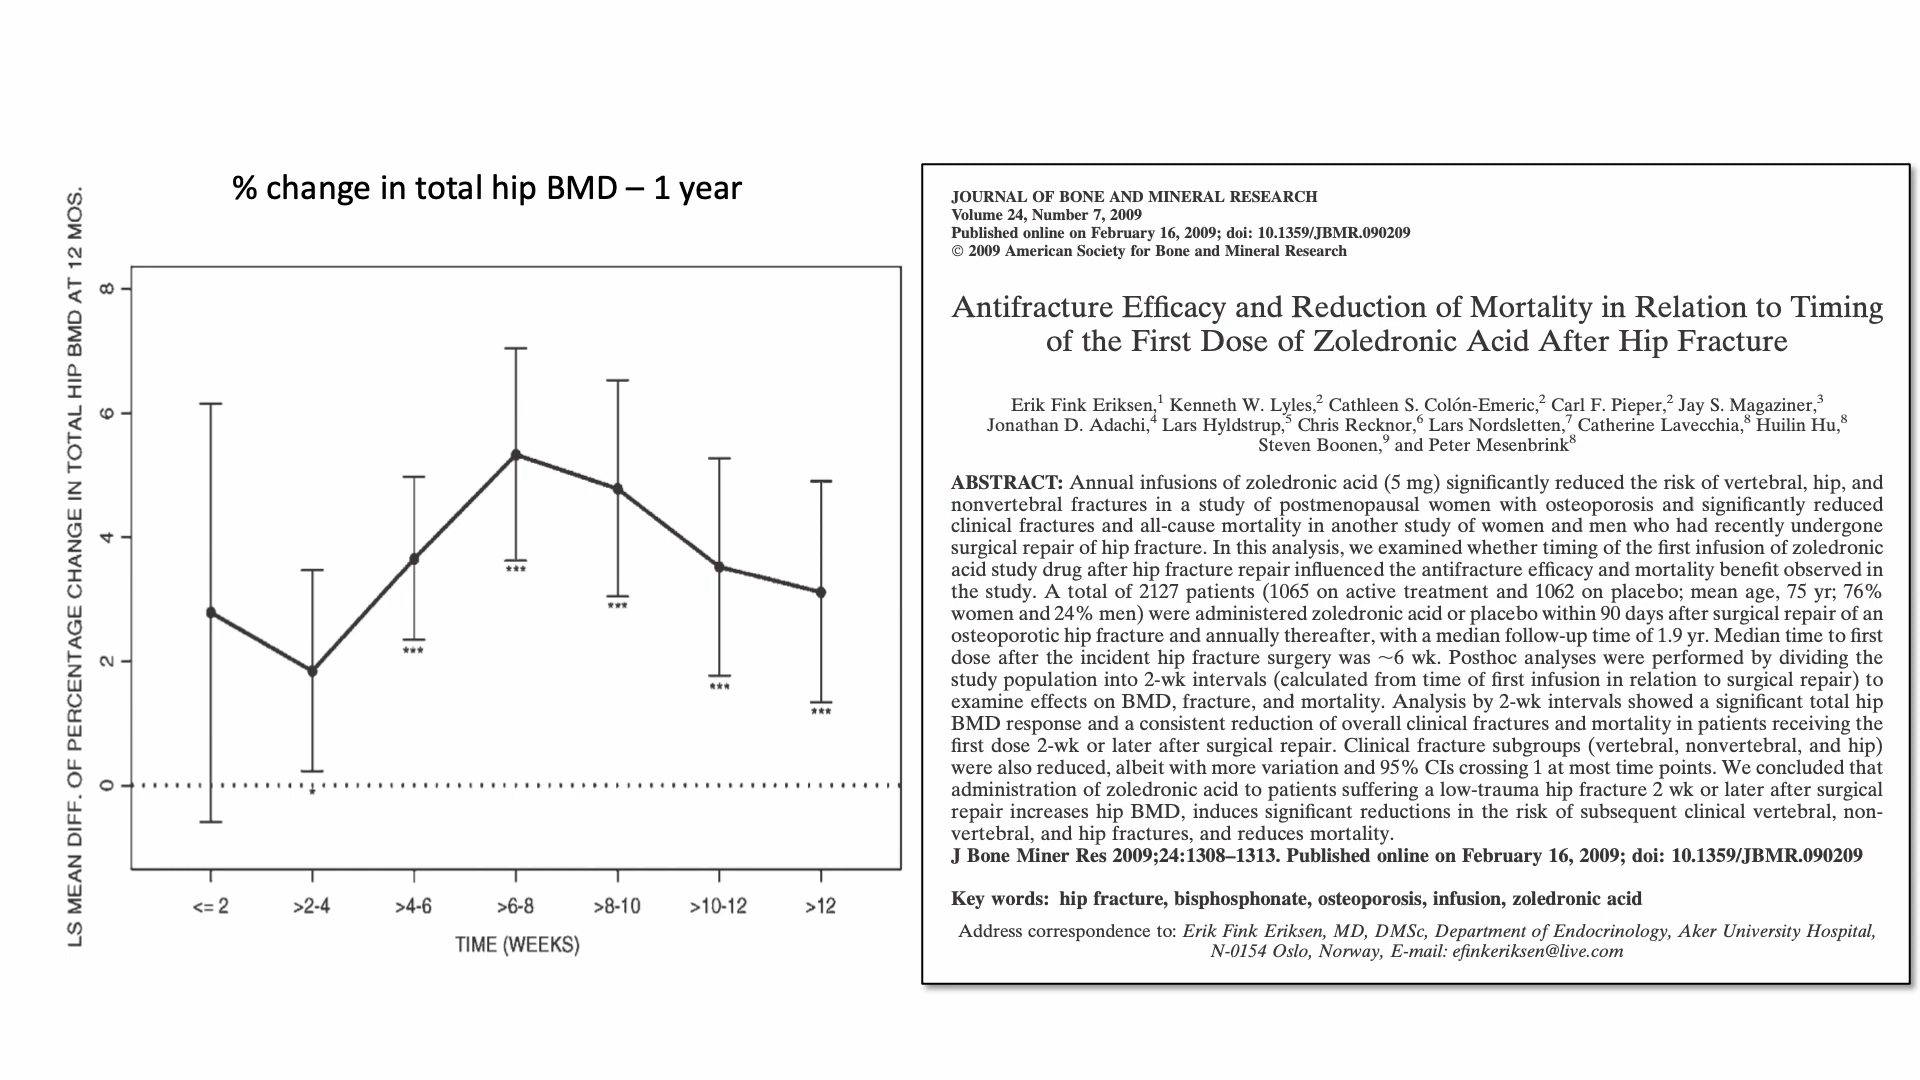 % change in total hip BMD – 1 year
LS MEAN DIFF. OF PERCENTAGE CHANGE IN TOTAL HIP BMD AT 12 MOS.
8
6
4
2
0
***
***
***
***
***
*
<= 2
>2-4
>4-6
>6-8
>8-10
>10-12
>12
TIME (WEEKS)
JOURNAL OF BONE AND MINERAL RESEARCH
Volume 24, Number 7, 2009
Published online on February 16, 2009; doi: 10.1359/JBMR.090209
© 2009 American Society for Bone and Mineral Research
Antifracture Efficacy and Reduction of Mortality in Relation to Timing
of the First Dose of Zoledronic Acid After Hip Fracture
Erik Fink Eriksen,1 Kenneth W. Lyles,2 Cathleen S. Colón-Emeric,2 Carl F. Pieper,2 Jay S. Magaziner,3
Jonathan D. Adachi,4 Lars Hyldstrup,5 Chris Recknor,6 Lars Nordsletten,7 Catherine Lavecchia,8 Huilin Hu,8
Steven Boonen,9 and Peter Mesenbrink8
ABSTRACT: Annual infusions of zoledronic acid (5 mg) significantly reduced the risk of vertebral, hip, and
nonvertebral fractures in a study of postmenopausal women with osteoporosis and significantly reduced
clinical fractures and all-cause mortality in another study of women and men who had recently undergone
surgical repair of hip fracture. In this analysis, we examined whether timing of the first infusion of zoledronic
acid study drug after hip fracture repair influenced the antifracture efficacy and mortality benefit observed in
the study. A total of 2127 patients (1065 on active treatment and 1062 on placebo; mean age, 75 yr; 76%
women and 24% men) were administered zoledronic acid or placebo within 90 days after surgical repair of an
osteoporotic hip fracture and annually thereafter, with a median follow-up time of 1.9 yr. Median time to first
dose after the incident hip fracture surgery was ~6 wk. Posthoc analyses were performed by dividing the
study population into 2-wk intervals (calculated from time of first infusion in relation to surgical repair) to
examine effects on BMD, fracture, and mortality. Analysis by 2-wk intervals showed a significant total hip
BMD response and a consistent reduction of overall clinical fractures and mortality in patients receiving the
first dose 2-wk or later after surgical repair. Clinical fracture subgroups (vertebral, nonvertebral, and hip)
were also reduced, albeit with more variation and 95% CIs crossing 1 at most time points. We concluded that
administration of zoledronic acid to patients suffering a low-trauma hip fracture 2 wk or later after surgical
repair increases hip BMD, induces significant reductions in the risk of subsequent clinical vertebral, non-
vertebral, and hip fractures, and reduces mortality.
J Bone Miner Res 2009;24:1308–1313. Published online on February 16, 2009; doi: 10.1359/JBMR.090209
Key words: hip fracture, bisphosphonate, osteoporosis, infusion, zoledronic acid
Address correspondence to: Erik Fink Eriksen, MD, DMSc, Department of Endocrinology, Aker University Hospital,
N-0154 Oslo, Norway, E-mail: efinkeriksen@live.com